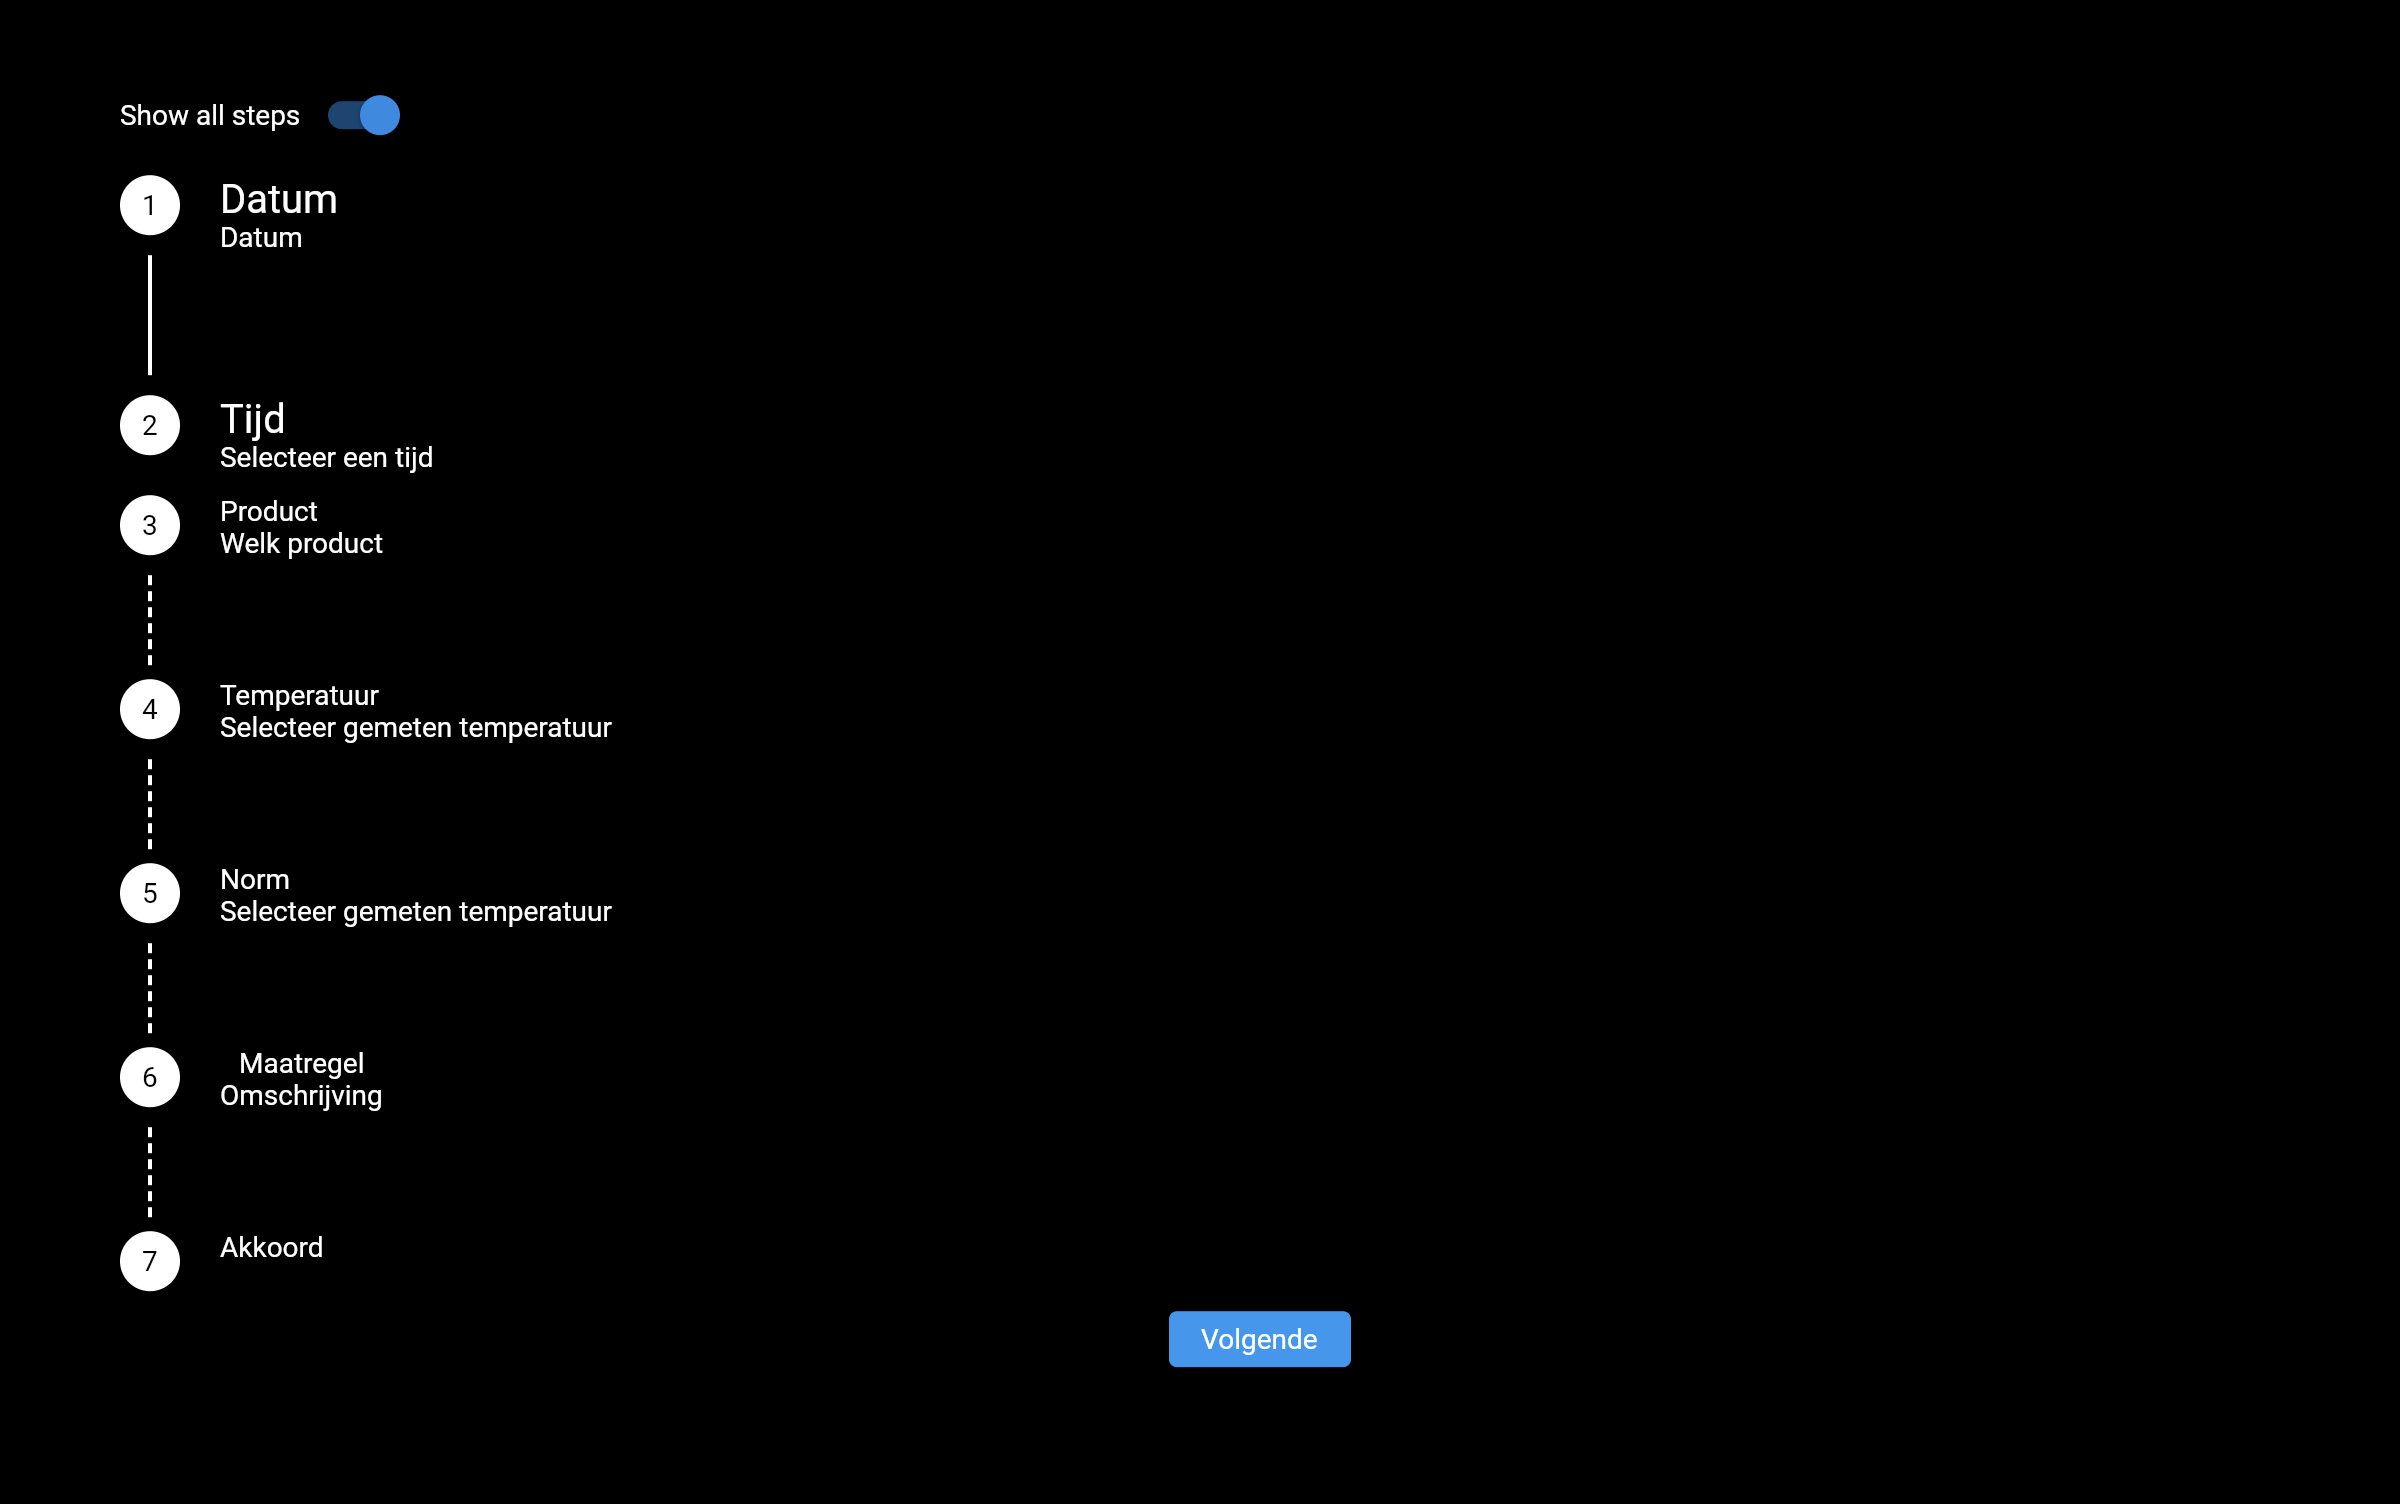 Show all steps
1
Datum
Datum
2
Tijd
Selecteer een tijd
3
Product
Welk product
4
Temperatuur
Selecteer gemeten temperatuur
5
Norm
Selecteer gemeten temperatuur
6
Maatregel
Omschrijving
7
Akkoord
Volgende